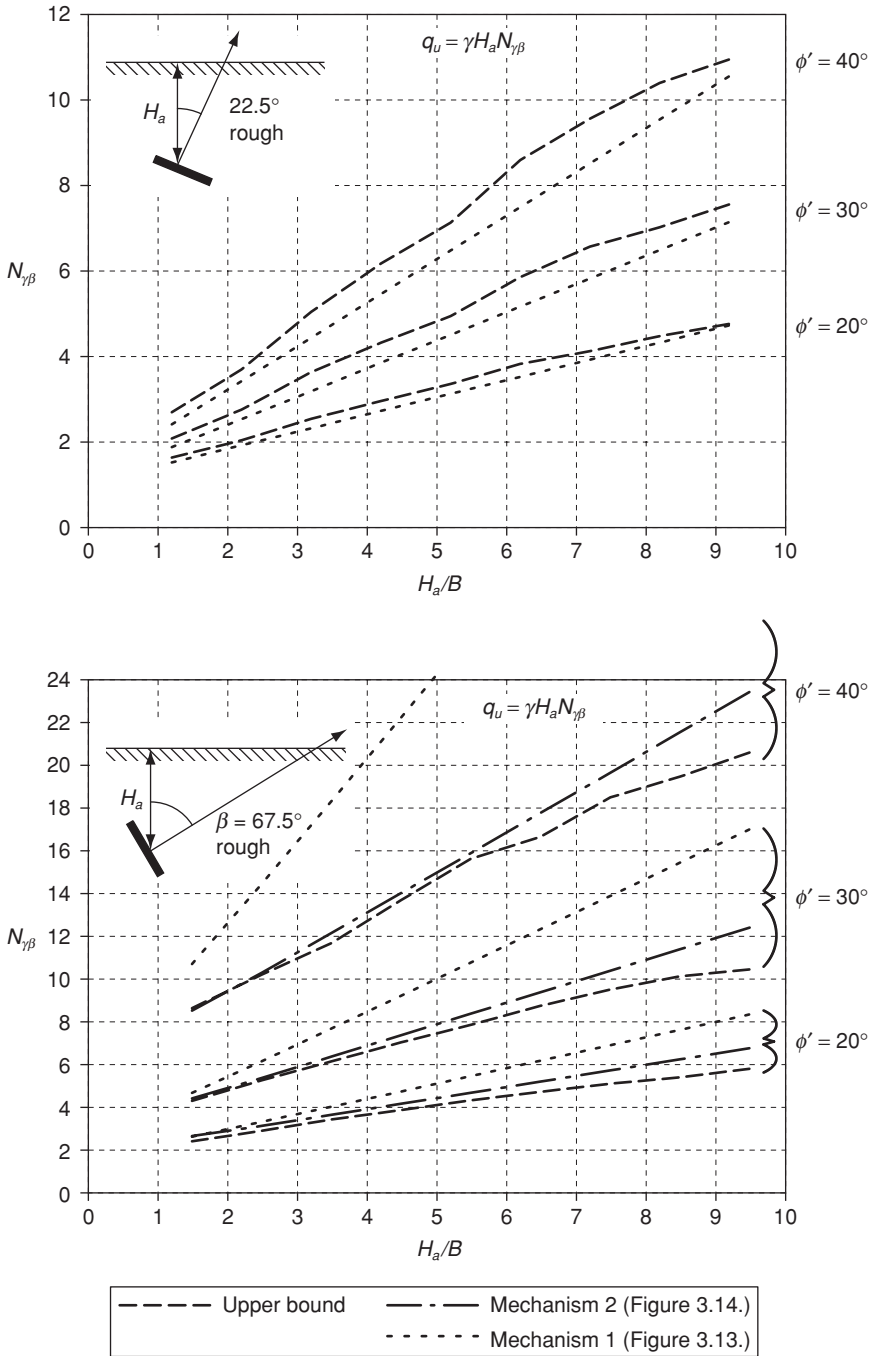 12
10
8
6
4
2
0
N_γβ
H_a
22.5°
rough
q_u = γH_aN_γβ
ϕ′ = 40°
ϕ′ = 30°
ϕ′ = 20°
0 1 2 3 4 5 6 7 8 9 10
H_a/B
24
22
20
18
16
14
12
10
8
6
4
2
0
N_γβ
H_a
β = 67.5°
rough
q_u = γH_aN_γβ
ϕ′ = 40°
ϕ′ = 30°
ϕ′ = 20°
0 1 2 3 4 5 6 7 8 9 10
H_a/B
Upper bound
Mechanism 2 (Figure 3.14.)
Mechanism 1 (Figure 3.13.)